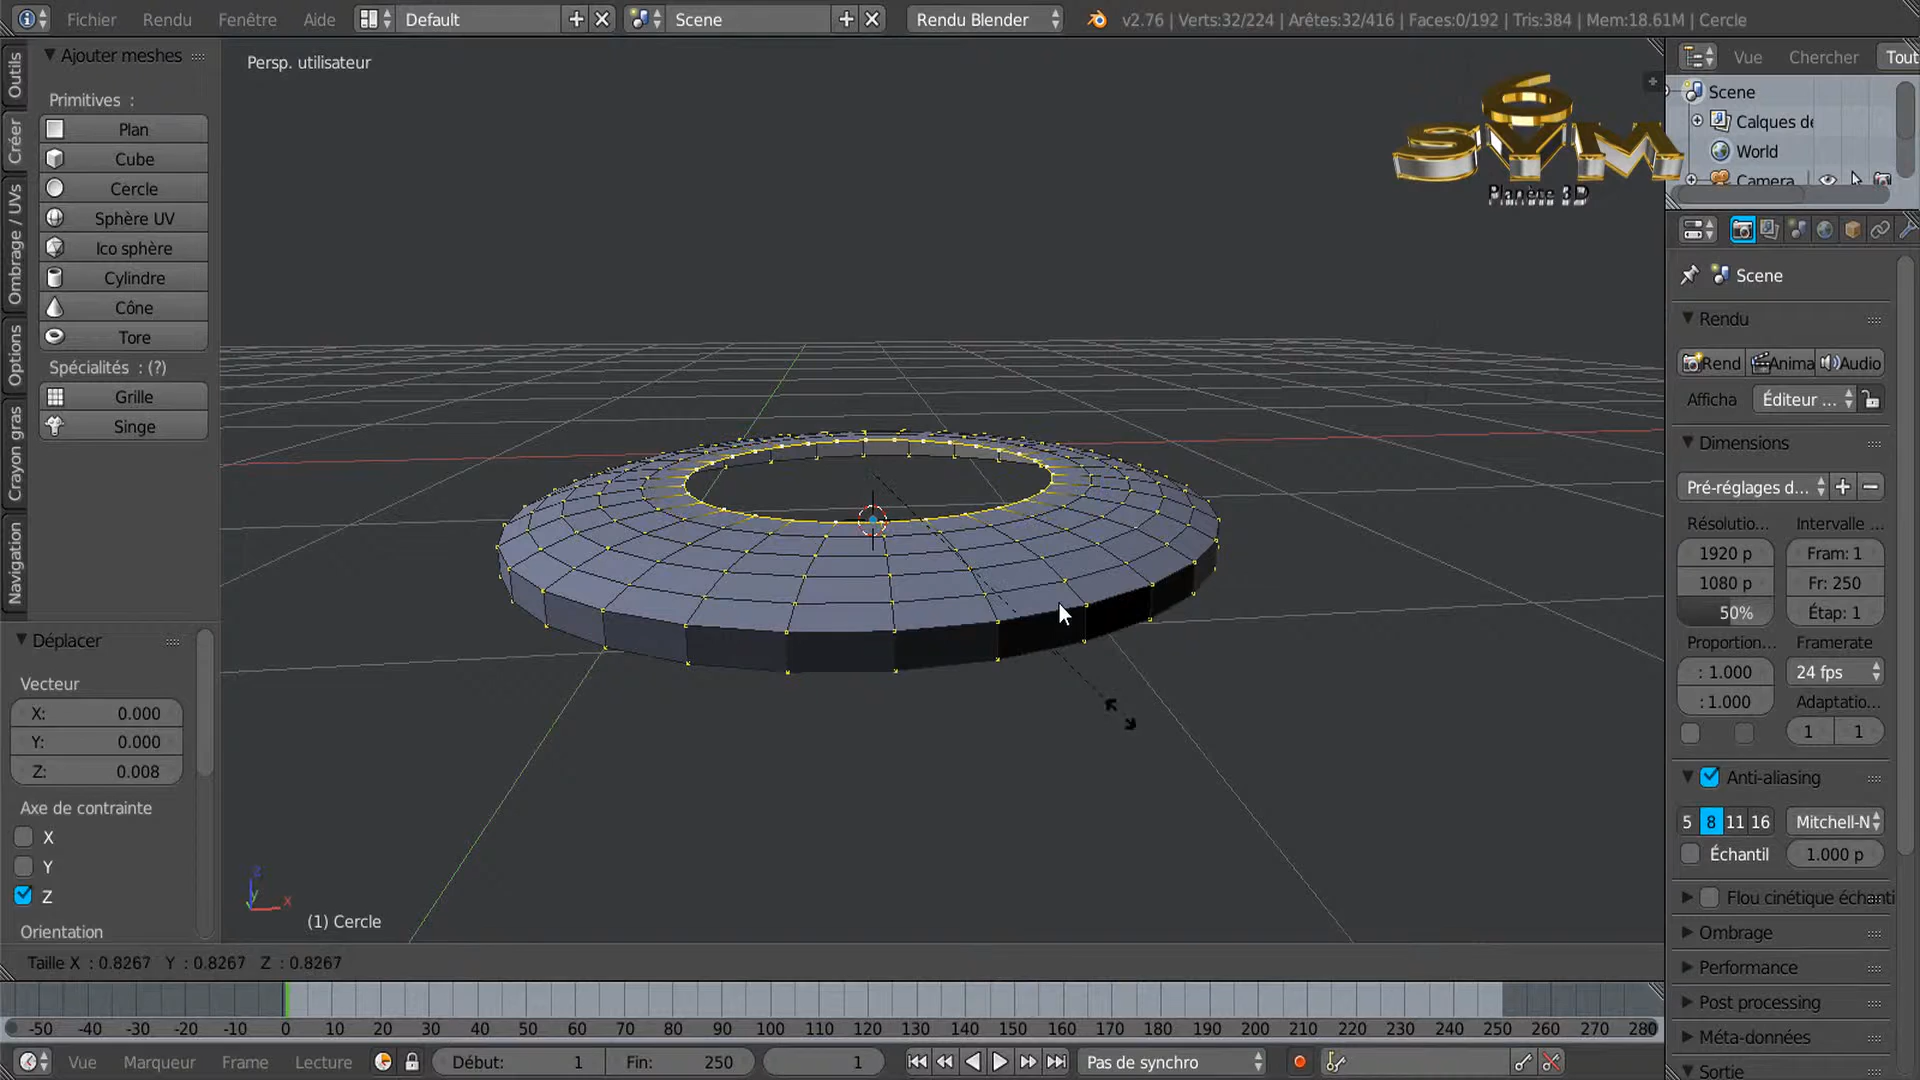 Fichier Rendu Fenêtre Aide Default Scene Rendu Blender v2.76 | Verts:32/224 | Arêtes:32/416 | Faces:0/192 | Tris:384 | Mem:18.61M | Cercle
Ajouter meshes
Primitives :
Plan
Cube
Cercle
Sphère UV
Ico sphère
Cylindre
Cône
Tore
Spécialités : (?)
Grille
Singe
Outils
Créer
Ombrage / UVs
Options
Crayon gras
Navigation
Déplacer
Vecteur
X: 0.000
Y: 0.000
Z: 0.008
Axe de contrainte
X
Y
Z
Orientation
Persp. utilisateur
6
SYM
Planète 3D
z
y
x
(1) Cercle
Taille X : 0.8267 Y : 0.8267 Z : 0.8267
Vue Chercher Tout
Scene
Calques de
World
Camera
Scene
Rendu
Rend Anima Audio
Afficha Éditeur ...
Dimensions
Pré-réglages d...
Résolutio... Intervalle ...
1920 p Fram: 1
1080 p Fr: 250
50% Étap: 1
Proportion... Framerate
: 1.000 24 fps
: 1.000 Adaptatio...
1 1
Anti-aliasing
5 8 11 16 Mitchell-N
Échantil 1.000 p
Flou cinétique échanti
Ombrage
Performance
Post processing
Méta-données
Sortie
-50 -40 -30 -20 -10 0 10 20 30 40 50 60 70 80 90 100 110 120 130 140 150 160 170 180 190 200 210 220 230 240 250 260 270 280
Vue Marqueur Frame Lecture Début: 1 Fin: 250 1 Pas de synchro